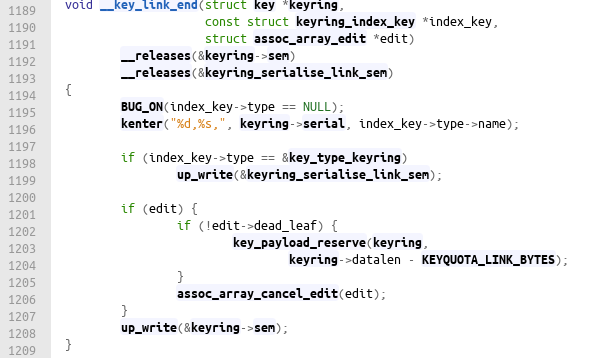 1189 void __key_link_end(struct key *keyring,
1190 const struct keyring_index_key *index_key,
1191 struct assoc_array_edit *edit)
1192 __releases(&keyring->sem)
1193 __releases(&keyring_serialise_link_sem)
1194 {
1195 BUG_ON(index_key->type == NULL);
1196 kenter("%d,%s,", keyring->serial, index_key->type->name);
1197
1198 if (index_key->type == &key_type_keyring)
1199 up_write(&keyring_serialise_link_sem);
1200
1201 if (edit) {
1202 if (!edit->dead_leaf) {
1203 key_payload_reserve(keyring,
1204 keyring->datalen - KEYQUOTA_LINK_BYTES);
1205 }
1206 assoc_array_cancel_edit(edit);
1207 }
1208 up_write(&keyring->sem);
1209 }